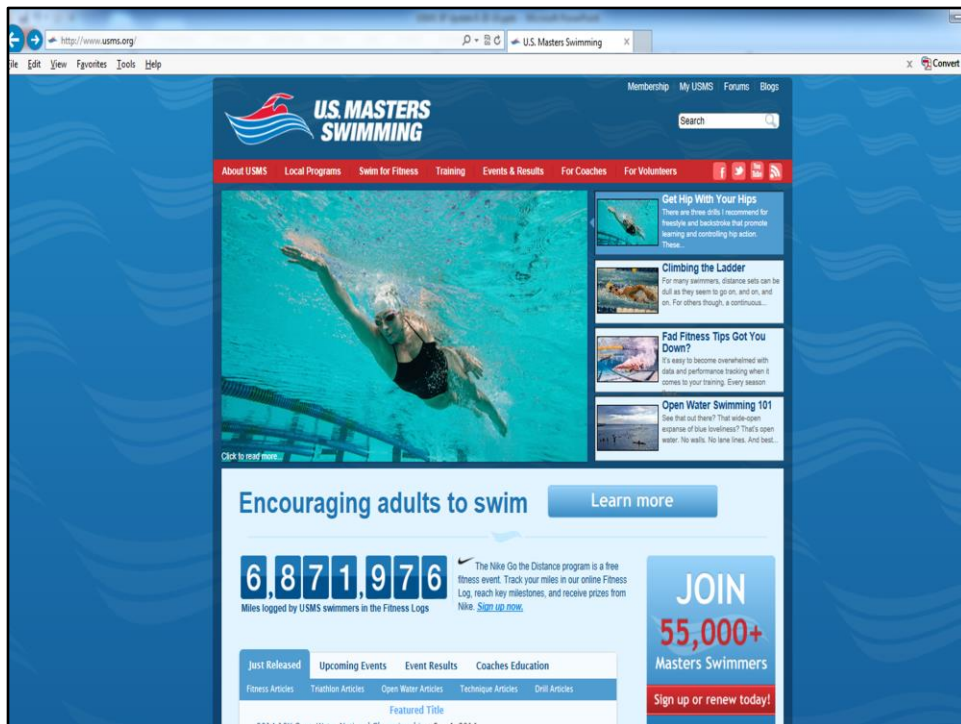 http://www.usms.org/
U.S. Masters Swimming
X
File Edit View Favorites Tools Help
x Convert
Membership My USMS Forums Blogs
U.S. MASTERS
SWIMMING
Search
About USMS Local Programs Swim for Fitness Training Events & Results For Coaches For Volunteers
Get Hip With Your Hips
There are three drills I recommend for
freestyle and backstroke that promote
learning and controlling hip action.
These...
Climbing the Ladder
For many swimmers, distance sets can be
dull as they seem to go on, and on, and
on. For others though, a continuous...
Fad Fitness Tips Got You
Down?
It's easy to become overwhelmed with
data and performance tracking when it
comes to your training. Every season
Open Water Swimming 101
See that out there? That wide-open
expanse of blue loveliness? That's open
water. No walls. No lane lines. And best...
Click to read more...
Encouraging adults to swim
Learn more
6,871,976
Miles logged by USMS swimmers in the Fitness Logs
The Nike Go the Distance program is a free
fitness event. Track your miles in our online Fitness
Log, reach key milestones, and receive prizes from
Nike. Sign up now.
JOIN
55,000+
Masters Swimmers
Sign up or renew today!
Just Released Upcoming Events Event Results Coaches Education
Fitness Articles Triathlon Articles Open Water Articles Technique Articles Drill Articles
Featured Title